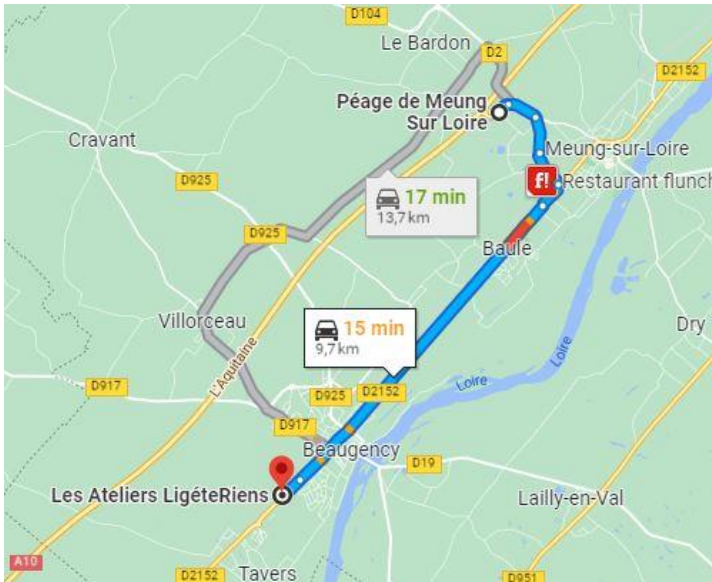 D104
Le Bardon
D2
D2152
Péage de Meung
Sur Loire
Cravant
Meung-sur-Loire
D925
f! Restaurant flunch
17 min
13,7 km
D925
Baule
Villorceau
15 min
9,7 km
Dry
L'Aquitaine
Loire
Loire
D917
D925
D2152
D917
Beaugency
D19
Les Ateliers LigéteRiens
Lailly-en-Val
A10
D2152
Tavers
D951